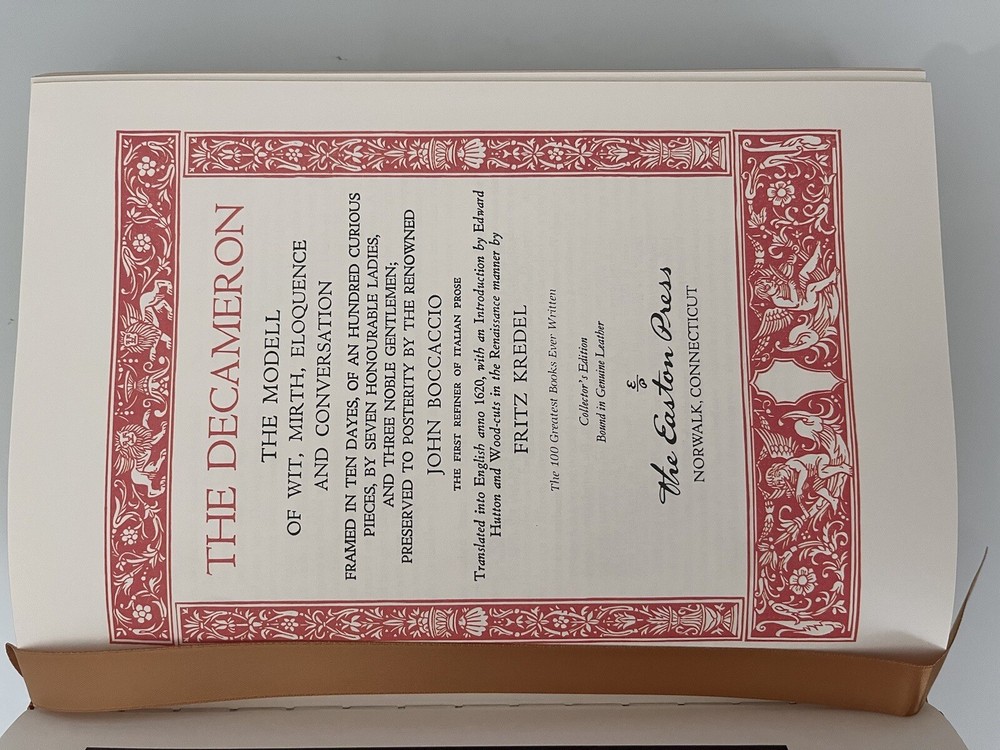 THE DECAMERON
THE MODELL
OF WIT, MIRTH, ELOQUENCE
AND CONVERSATION
FRAMED IN TEN DAYES, OF AN HUNDRED CURIOUS
PIECES, BY SEVEN HONOURABLE LADIES,
AND THREE NOBLE GENTLEMEN;
PRESERVED TO POSTERITY BY THE RENOWNED
JOHN BOCCACCIO
THE FIRST REFINER OF ITALIAN PROSE
Translated into English anno 1620, with an Introduction by Edward
Hutton and Wood-cuts in the Renaissance manner by
FRITZ KREDEL
The 100 Greatest Books Ever Written
Collector's Edition
Bound in Genuine Leather
The Easton Press
NORWALK, CONNECTICUT